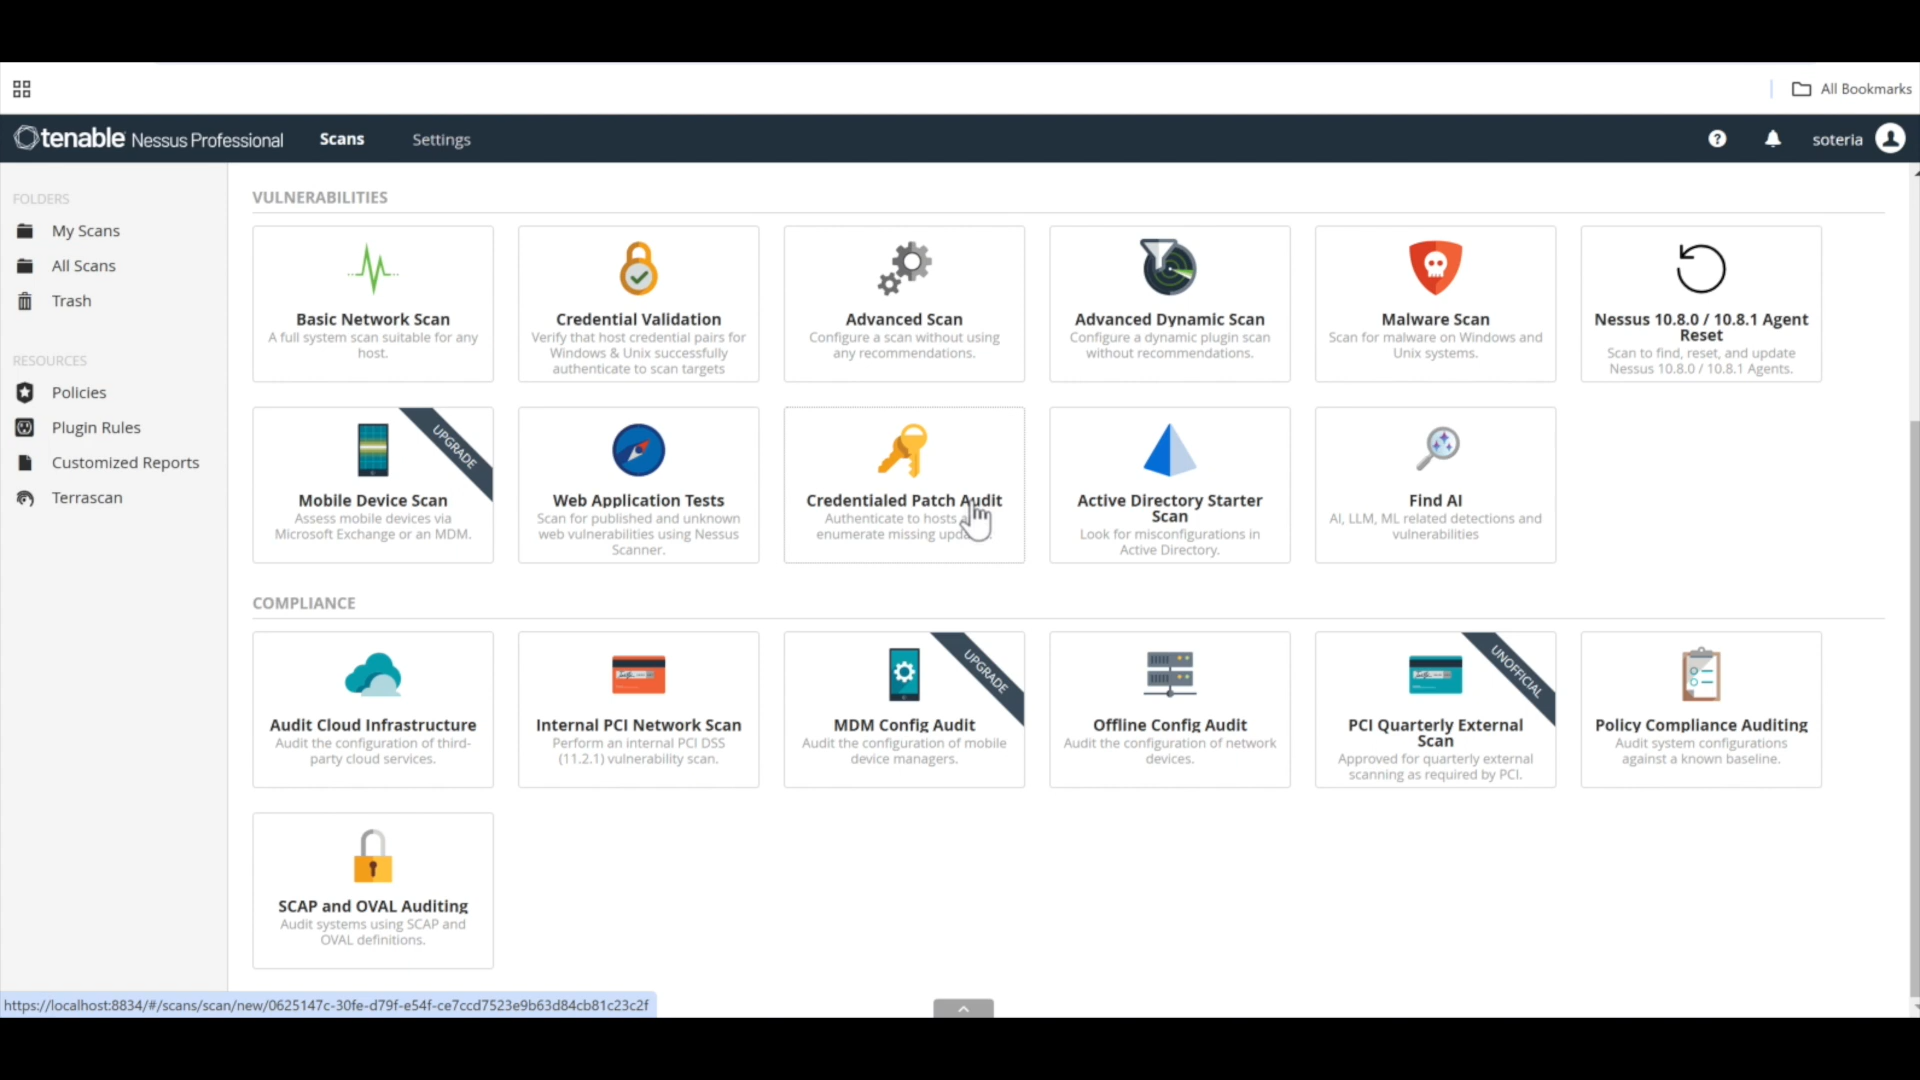 All Bookmarks
tenable Nessus Professional
Scans
Settings
soteria
FOLDERS
My Scans
All Scans
Trash
RESOURCES
Policies
Plugin Rules
Customized Reports
Terrascan
VULNERABILITIES
Basic Network Scan
A full system scan suitable for any
host.
Credential Validation
Verify that host credential pairs for
Windows & Unix successfully
authenticate to scan targets
Advanced Scan
Configure a scan without using
any recommendations.
Advanced Dynamic Scan
Configure a dynamic plugin scan
without recommendations.
Malware Scan
Scan for malware on Windows and
Unix systems.
Nessus 10.8.0 / 10.8.1 Agent
Reset
Scan to find, reset, and update
Nessus 10.8.0 / 10.8.1 Agents.
UPGRADE
Mobile Device Scan
Assess mobile devices via
Microsoft Exchange or an MDM.
Web Application Tests
Scan for published and unknown
web vulnerabilities using Nessus
Scanner.
Credentialed Patch Audit
Authenticate to hosts
enumerate missing
Active Directory Starter
Scan
Look for misconfigurations in
Active Directory.
Find AI
AI, LLM, ML related detections and
vulnerabilities
COMPLIANCE
Audit Cloud Infrastructure
Audit the configuration of third-
party cloud services.
Internal PCI Network Scan
Perform an internal PCI DSS
(11.2.1) vulnerability scan.
UPGRADE
MDM Config Audit
Audit the configuration of mobile
device managers.
Offline Config Audit
Audit the configuration of network
devices.
UNOFFICIAL
PCI Quarterly External
Scan
Approved for quarterly external
scanning as required by PCI.
Policy Compliance Auditing
Audit system configurations
against a known baseline.
SCAP and OVAL Auditing
Audit systems using SCAP and
OVAL definitions.
https://localhost:8834/#/scans/scan/new/0625147c-30fe-d79f-e54f-ce7ccd7523e9b63d84cb81c23c2f